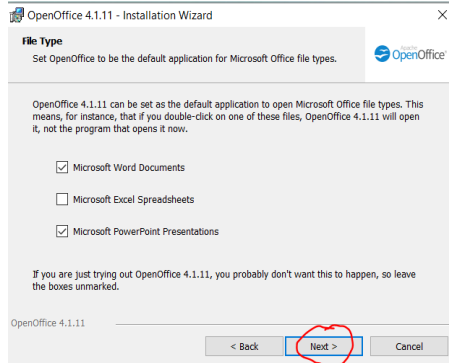 OpenOffice 4.1.11 - Installation Wizard
File Type
Set OpenOffice to be the default application for Microsoft Office file types.
Apache
OpenOffice
OpenOffice 4.1.11 can be set as the default application to open Microsoft Office file types. This
means, for instance, that if you double-click on one of these files, OpenOffice 4.1.11 will open
it, not the program that opens it now.
Microsoft Word Documents
Microsoft Excel Spreadsheets
Microsoft PowerPoint Presentations
If you are just trying out OpenOffice 4.1.11, you probably don't want this to happen, so leave
the boxes unmarked.
OpenOffice 4.1.11
< Back Next > Cancel